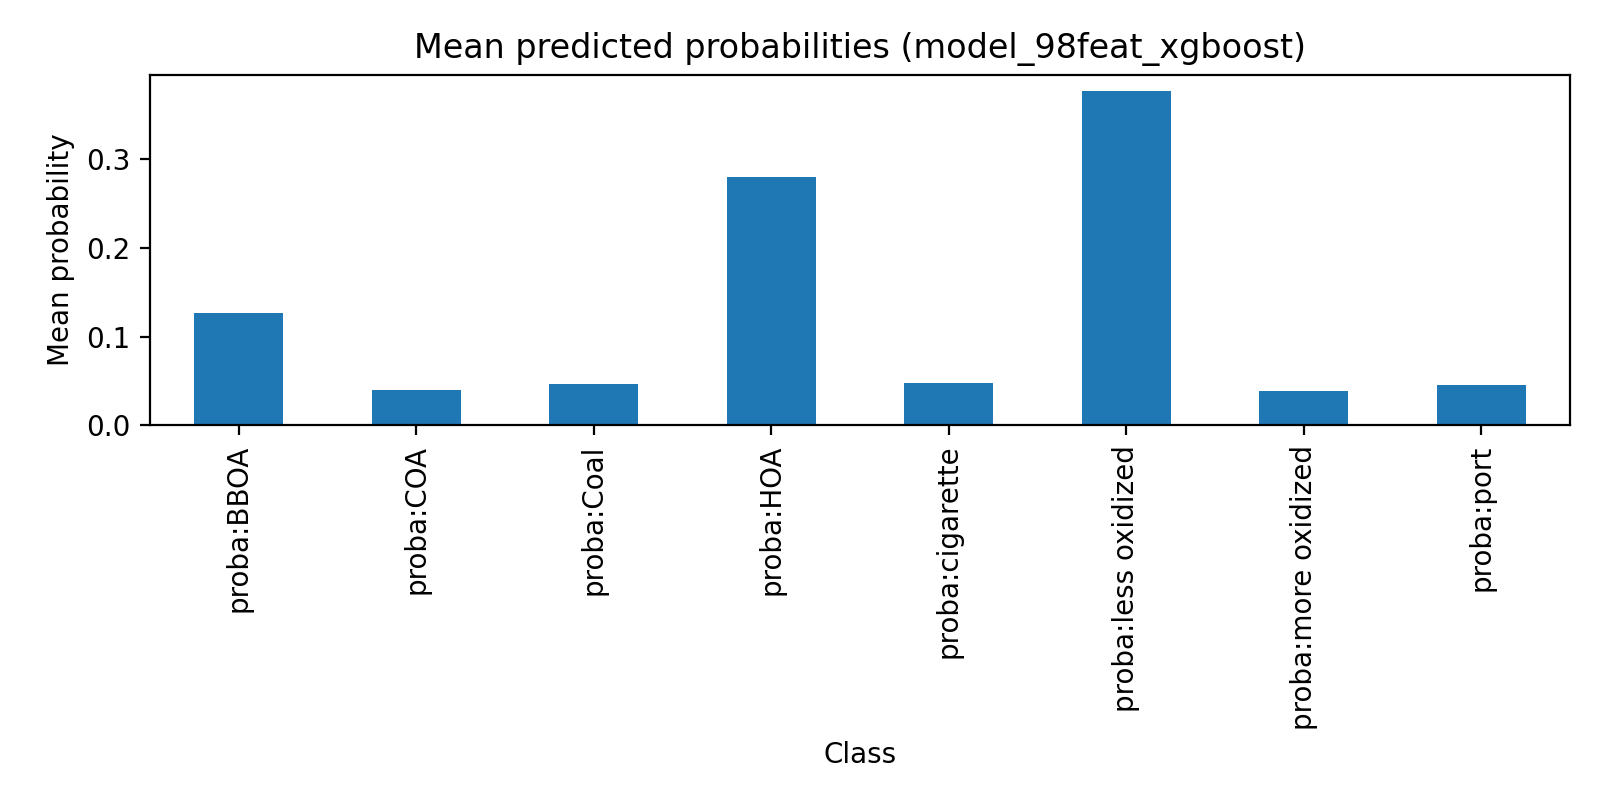 Mean predicted probabilities (model_98feat_xgboost)
Mean probability
0.3
0.2
0.1
0.0
proba:BBOA
proba:COA
proba:Coal
proba:HOA
proba:cigarette
proba:less oxidized
proba:more oxidized
proba:port
Class